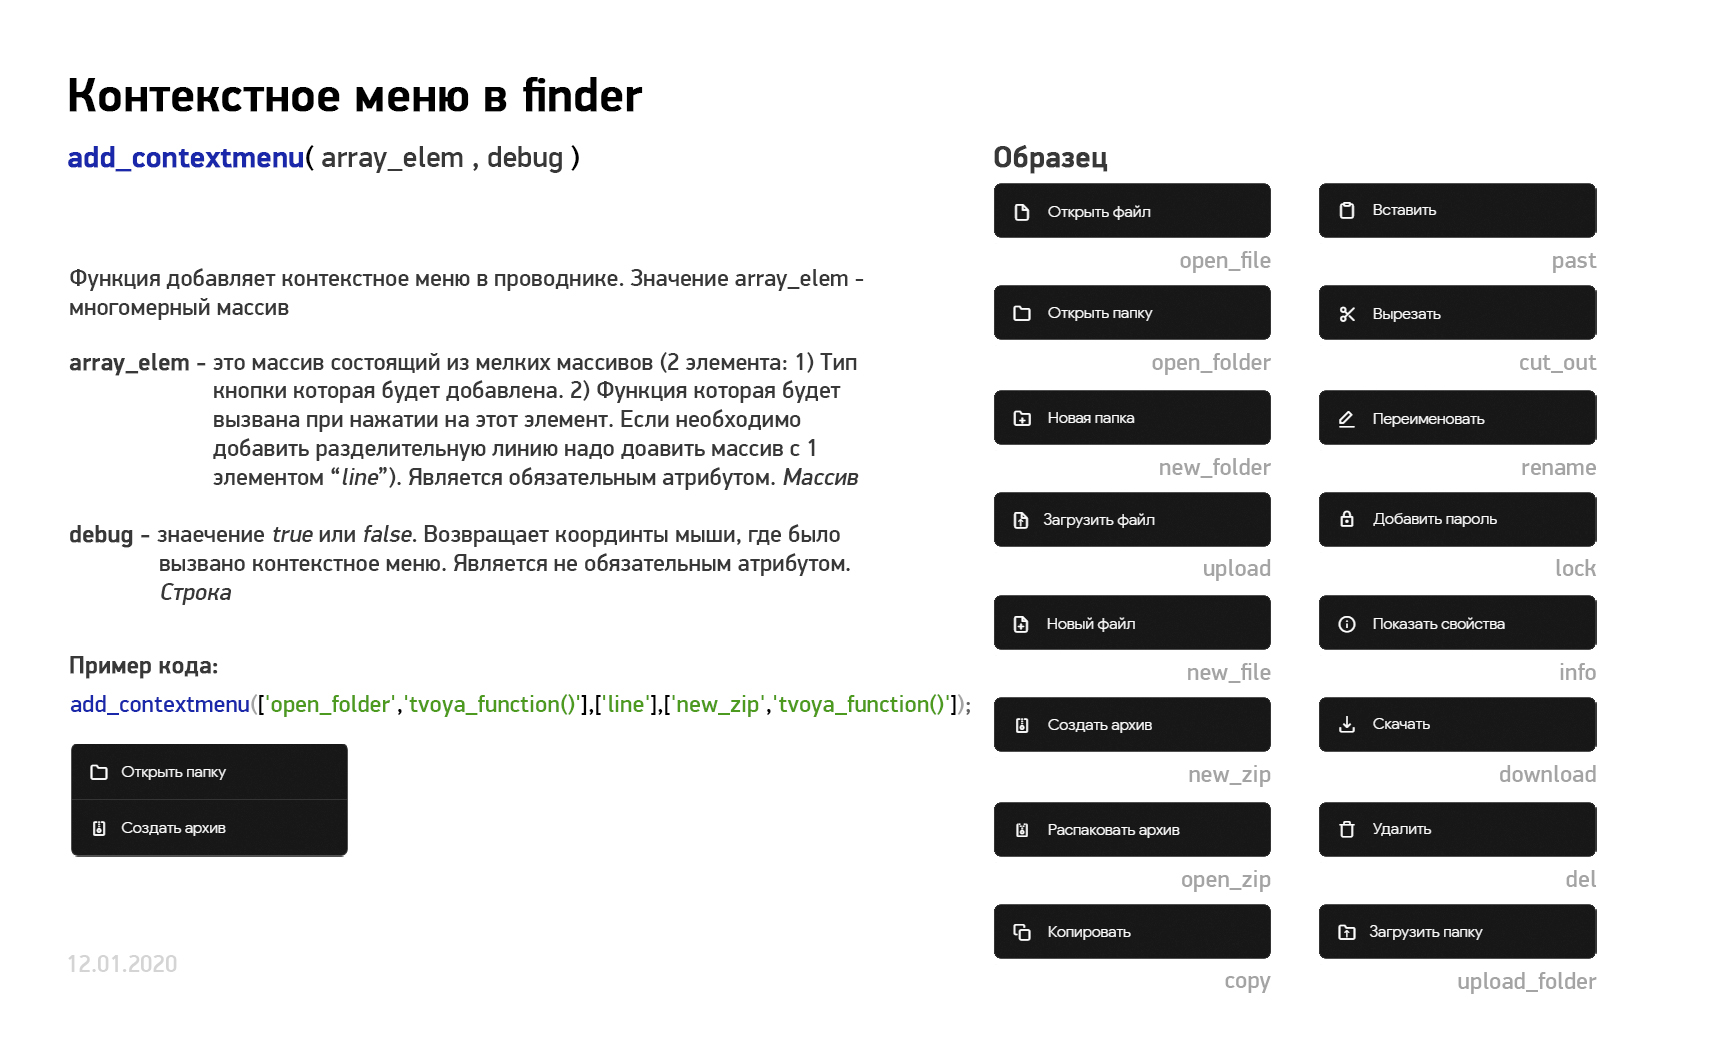 Контекстное меню в finder
add_contextmenu( array_elem , debug )
Функция добавляет контекстное меню в проводнике. Значение array_elem -
многомерный массив
array_elem - это массив состоящий из мелких массивов (2 элемента: 1) Тип
кнопки которая будет добавлена. 2) Функция которая будет
вызвана при нажатии на этот элемент. Если необходимо
добавить разделительную линию надо доавить массив с 1
элементом “line”). Является обязательным атрибутом. Массив
debug - знаечение true или false. Возвращает координты мыши, где было
вызвано контекстное меню. Является не обязательным атрибутом.
Строка
Пример кода:
add_contextmenu(['open_folder','tvoya_function()'],['line'],['new_zip','tvoya_function()']);
Открыть папку
Создать архив
12.01.2020
Образец
Открыть файл
open_file
Открыть папку
open_folder
Новая папка
new_folder
Загрузить файл
upload
Новый файл
new_file
Создать архив
new_zip
Распаковать архив
open_zip
Копировать
copy
Вставить
past
Вырезать
cut_out
Переименовать
rename
Добавить пароль
lock
Показать свойства
info
Скачать
download
Удалить
del
Загрузить папку
upload_folder